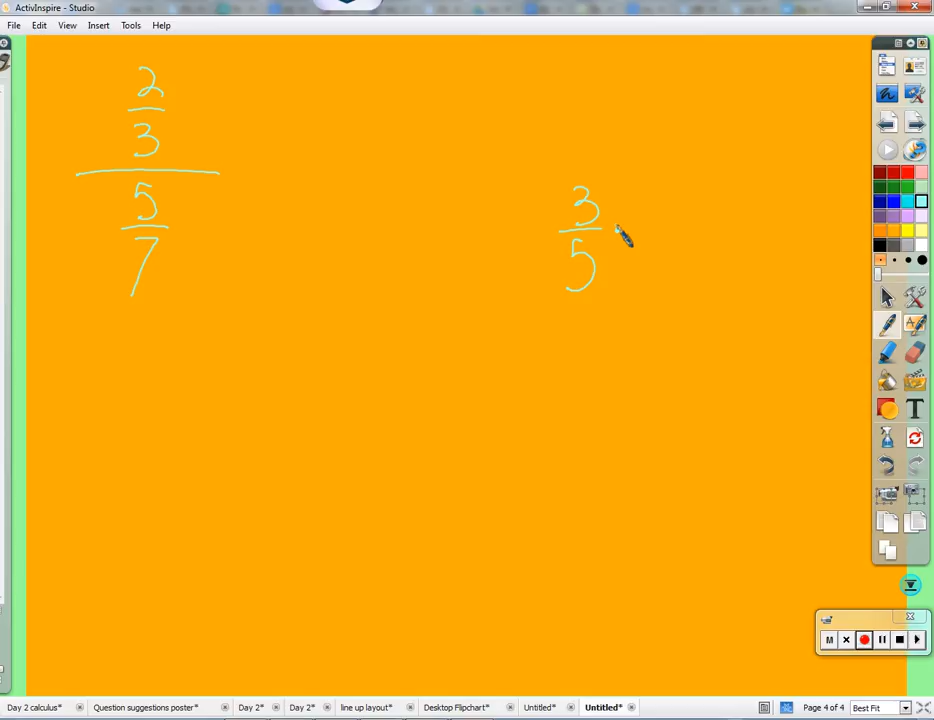 ActivInspire - Studio
File Edit View Insert Tools Help
2
3
5
7
3
5
M
Day 2 calculus* Question suggestions poster* Day 2* Day 2* line up layout* Desktop Flipchart* Untitled* Untitled* Page 4 of 4 Best Fit